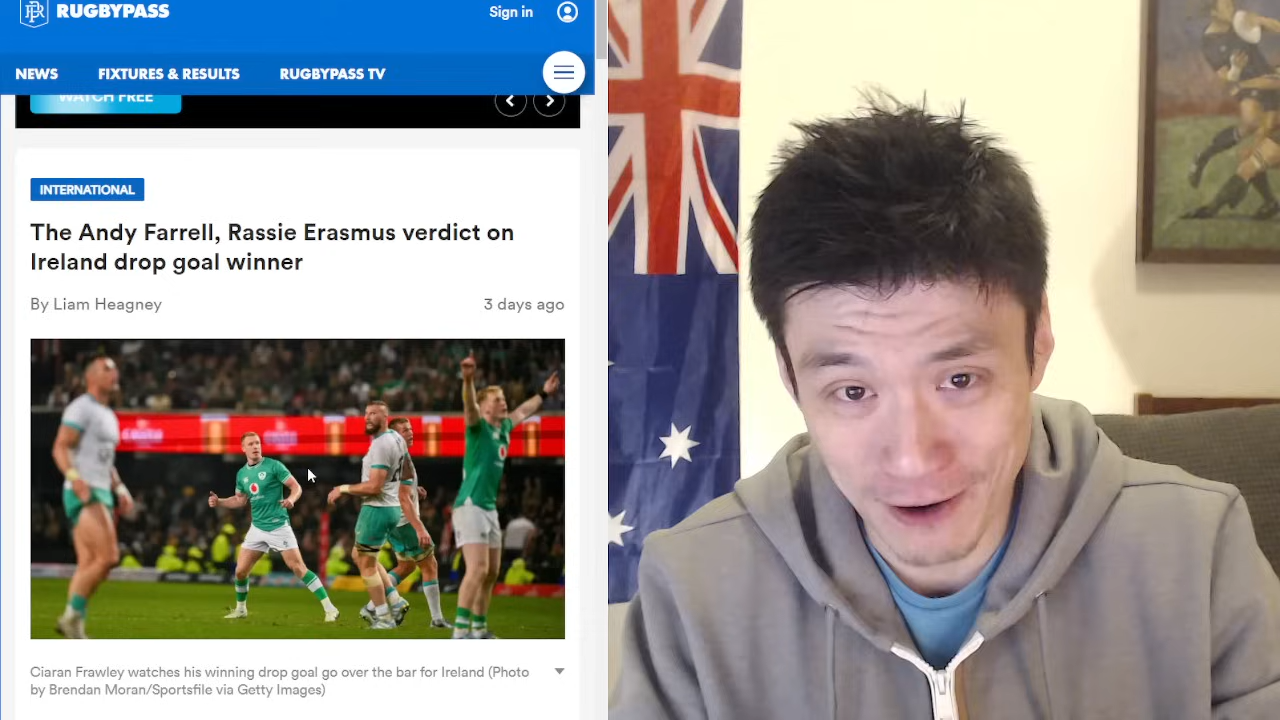 RUGBYPASS
Sign in
NEWS
FIXTURES & RESULTS
RUGBYPASS TV
WATCH FREE
INTERNATIONAL
The Andy Farrell, Rassie Erasmus verdict on
Ireland drop goal winner
By Liam Heagney
3 days ago
Ciaran Frawley watches his winning drop goal go over the bar for Ireland (Photo
by Brendan Moran/Sportsfile via Getty Images)